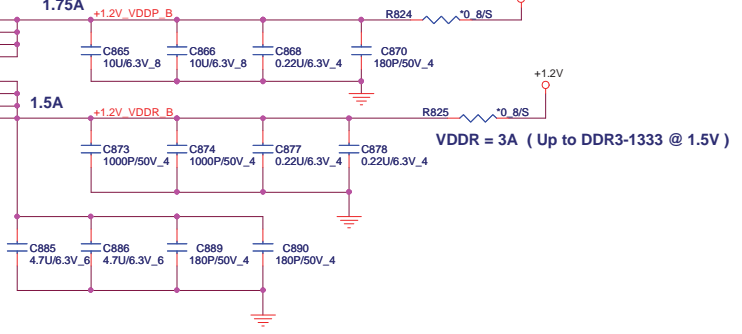 1.75A
+1.2V_VDDP_B
R824
*0_8/S
C865
10U/6.3V_8
C866
10U/6.3V_8
C868
0.22U/6.3V_4
C870
180P/50V_4
1.5A
+1.2V_VDDR_B
R825
*0_8/S
+1.2V
VDDR = 3A ( Up to DDR3-1333 @ 1.5V )
C873
1000P/50V_4
C874
1000P/50V_4
C877
0.22U/6.3V_4
C878
0.22U/6.3V_4
C885
4.7U/6.3V_6
C886
4.7U/6.3V_6
C889
180P/50V_4
C890
180P/50V_4